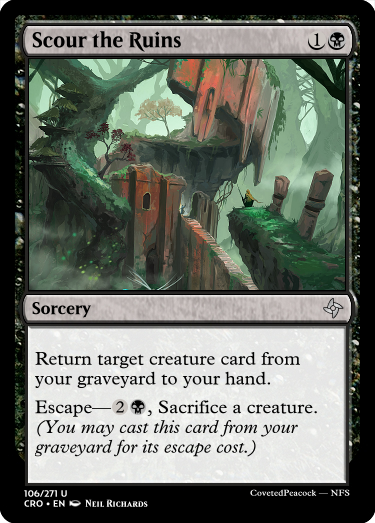 Scour the Ruins 1
Sorcery
Return target creature card from
your graveyard to your hand.
Escape—2, Sacrifice a creature.
(You may cast this card from your
graveyard for its escape cost.)
106/271 U
CRO • EN Neil Richards
CovetedPeacock — NFS